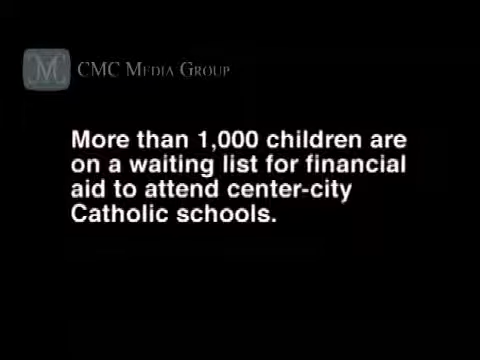 M CMC MEDIA GROUP
More than 1,000 children are
on a waiting list for financial
aid to attend center-city
Catholic schools.